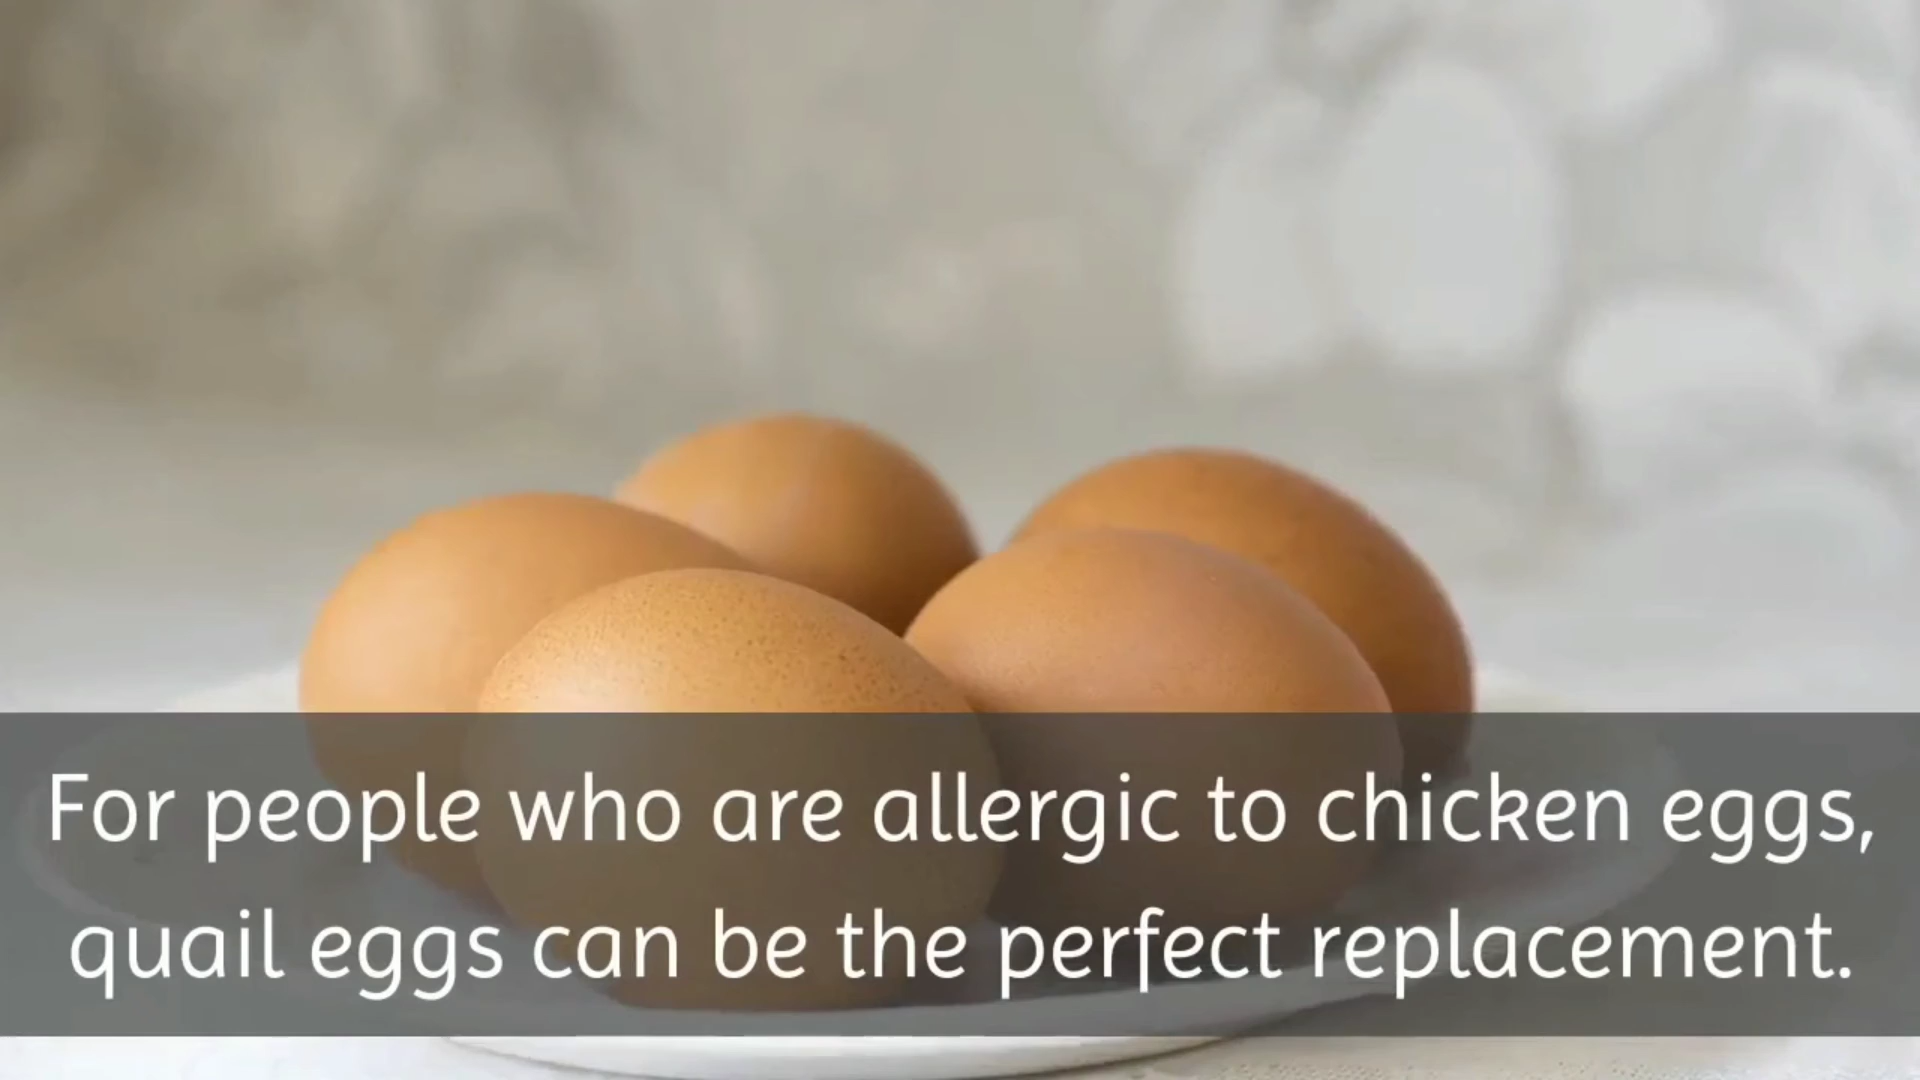 For people who are allergic to chicken eggs,
quail eggs can be the perfect replacement.